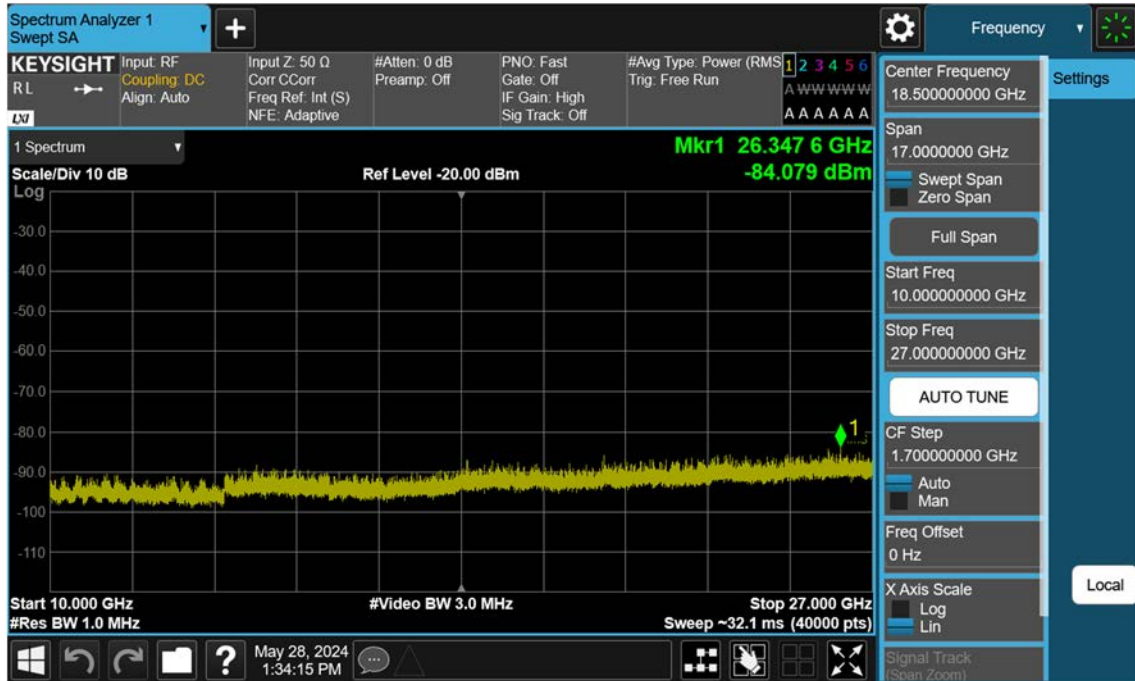 Spectrum Analyzer 1
Swept SA
Frequency
KEYSIGHT
R L
LXI
Input: RF
Coupling: DC
Align: Auto
Input Z: 50 Ω
Corr CCorr
Freq Ref: Int (S)
NFE: Adaptive
#Atten: 0 dB
Preamp: Off
PNO: Fast
Gate: Off
IF Gain: High
Sig Track: Off
#Avg Type: Power (RMS
Trig: Free Run
1 2 3 4 5 6
A W W W W W
A A A A A A
1 Spectrum
Scale/Div 10 dB
Ref Level -20.00 dBm
Mkr1 26.347 6 GHz
-84.079 dBm
Log
-30.0
-40.0
-50.0
-60.0
-70.0
-80.0
-90.0
-100
-110
1
Start 10.000 GHz
#Res BW 1.0 MHz
#Video BW 3.0 MHz
Stop 27.000 GHz
Sweep ~32.1 ms (40000 pts)
Center Frequency
18.500000000 GHz
Span
17.0000000 GHz
Swept Span
Zero Span
Full Span
Start Freq
10.000000000 GHz
Stop Freq
27.000000000 GHz
AUTO TUNE
CF Step
1.700000000 GHz
Auto
Man
Freq Offset
0 Hz
X Axis Scale
Log
Lin
Signal Track
(Span Zoom)
Settings
Local
?
May 28, 2024
1:34:15 PM